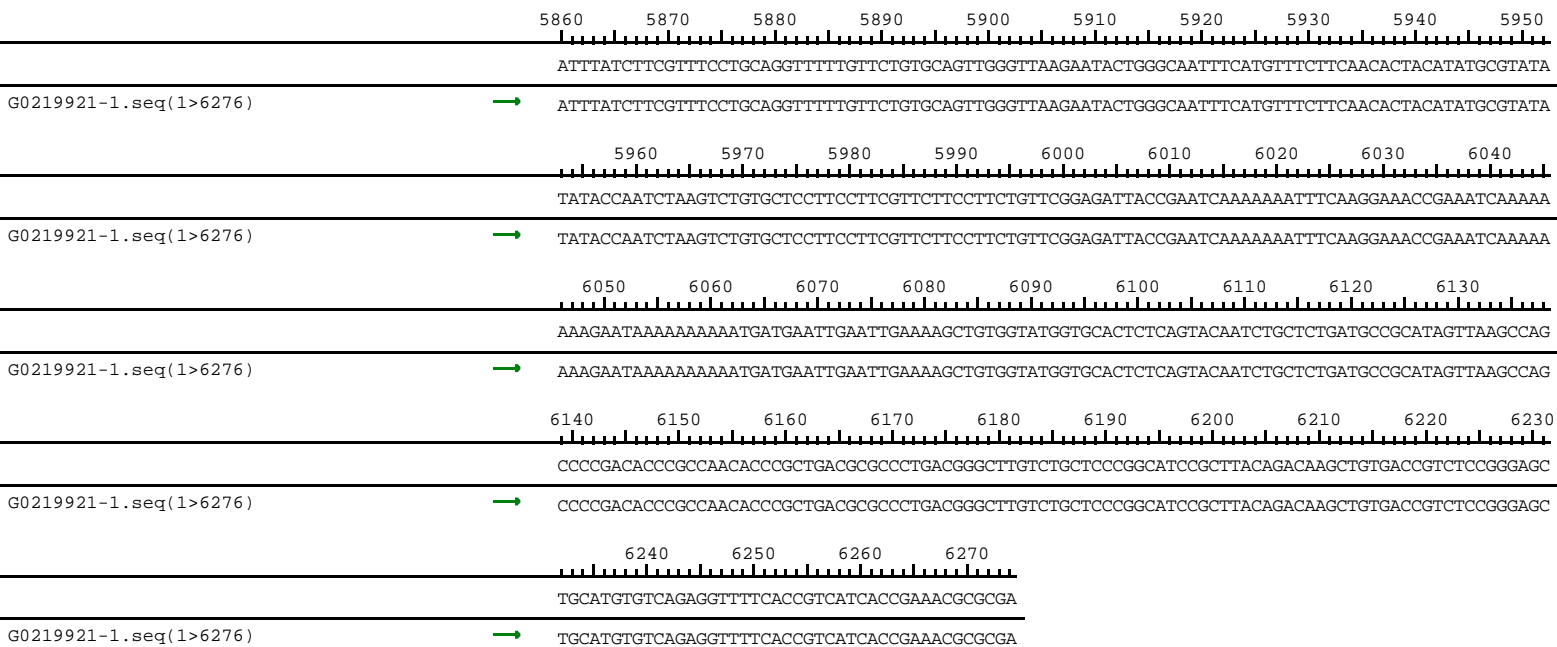 5860 5870 5880 5890 5900 5910 5920 5930 5940 5950
ATTTATCTTCGTTTCCTGCAGGTTTTTGTTCTGTGCAGTTGGGTTAAGAATACTGGGCAATTTCATGTTTCTTCAACACTACATATGCGTATA
G0219921-1.seq(1>6276) ATTTATCTTCGTTTCCTGCAGGTTTTTGTTCTGTGCAGTTGGGTTAAGAATACTGGGCAATTTCATGTTTCTTCAACACTACATATGCGTATA
5960 5970 5980 5990 6000 6010 6020 6030 6040
TATACCAATCTAAGTCTGTGCTCCTTCCTTCGTTCTTCCTTCTGTTCGGAGATTACCGAATCAAAAAAATTTCAAGGAAACCGAAATCAAAAA
G0219921-1.seq(1>6276) TATACCAATCTAAGTCTGTGCTCCTTCCTTCGTTCTTCCTTCTGTTCGGAGATTACCGAATCAAAAAAATTTCAAGGAAACCGAAATCAAAAA
6050 6060 6070 6080 6090 6100 6110 6120 6130
AAAGAATAAAAAAAAAATGATGAATTGAATTGAAAAGCTGTGGTATGGTGCACTCTCAGTACAATCTGCTCTGATGCCGCATAGTTAAGCCAG
G0219921-1.seq(1>6276) AAAGAATAAAAAAAAAATGATGAATTGAATTGAAAAGCTGTGGTATGGTGCACTCTCAGTACAATCTGCTCTGATGCCGCATAGTTAAGCCAG
6140 6150 6160 6170 6180 6190 6200 6210 6220 6230
CCCCGACACCCGCCAACACCCGCTGACGCGCCCTGACGGGCTTGTCTGCTCCCGGCATCCGCTTACAGACAAGCTGTGACCGTCTCCGGGAGC
G0219921-1.seq(1>6276) CCCCGACACCCGCCAACACCCGCTGACGCGCCCTGACGGGCTTGTCTGCTCCCGGCATCCGCTTACAGACAAGCTGTGACCGTCTCCGGGAGC
6240 6250 6260 6270
TGCATGTGTCAGAGGTTTTCACCGTCATCACCGAAACGCGCGA
G0219921-1.seq(1>6276) TGCATGTGTCAGAGGTTTTCACCGTCATCACCGAAACGCGCGA